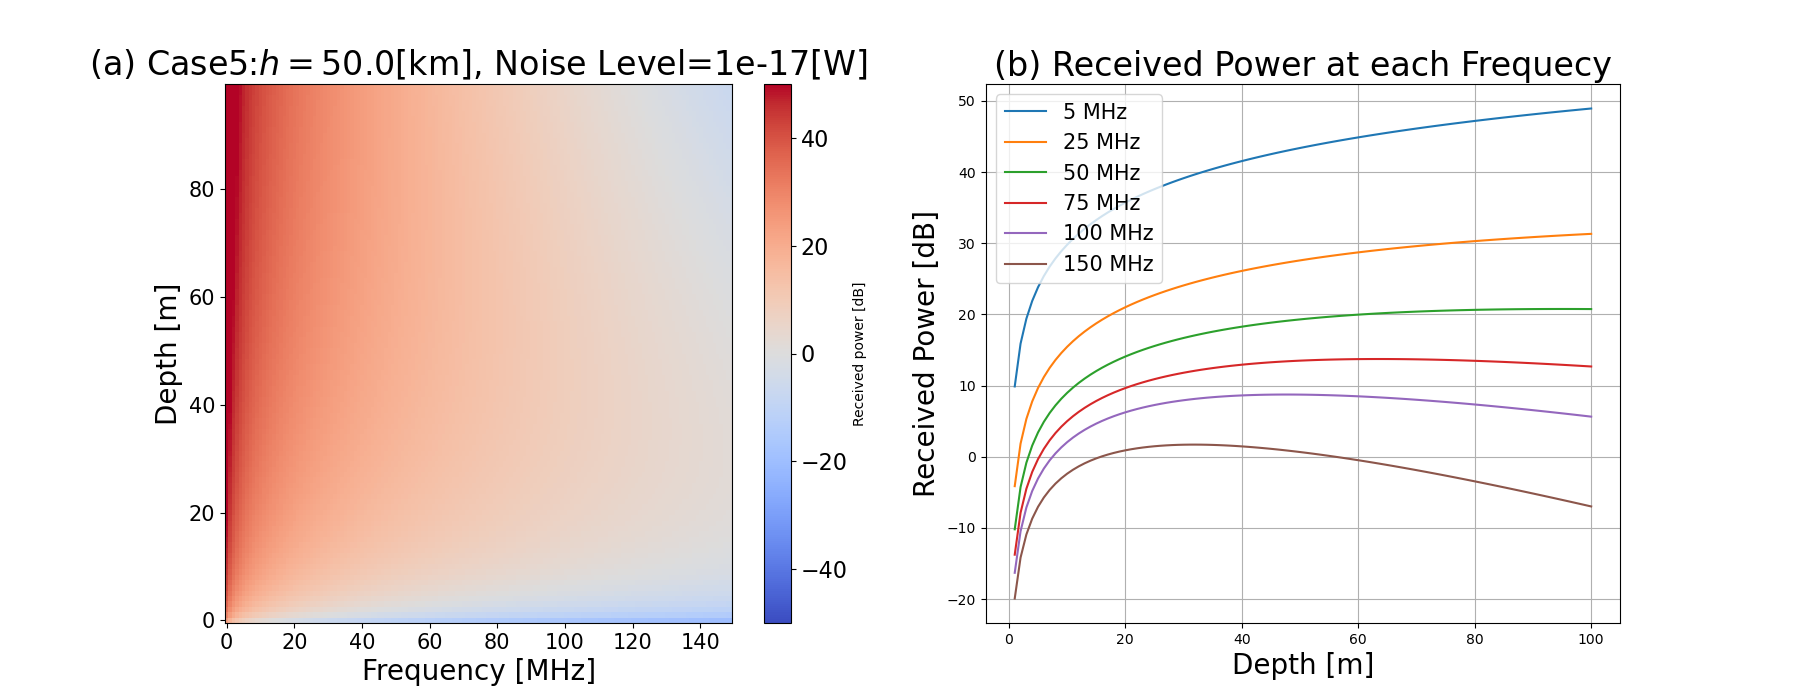 (a) Case5:h = 50.0[km], Noise Level=1e-17[W]
Depth [m]
80
60
40
20
0
0 20 40 60 80 100 120 140
Frequency [MHz]
40
20
0
−20
−40
Received power [dB]
(b) Received Power at each Frequecy
Received Power [dB]
50
40
30
20
10
0
−10
−20
5 MHz
25 MHz
50 MHz
75 MHz
100 MHz
150 MHz
0 20 40 60 80 100
Depth [m]